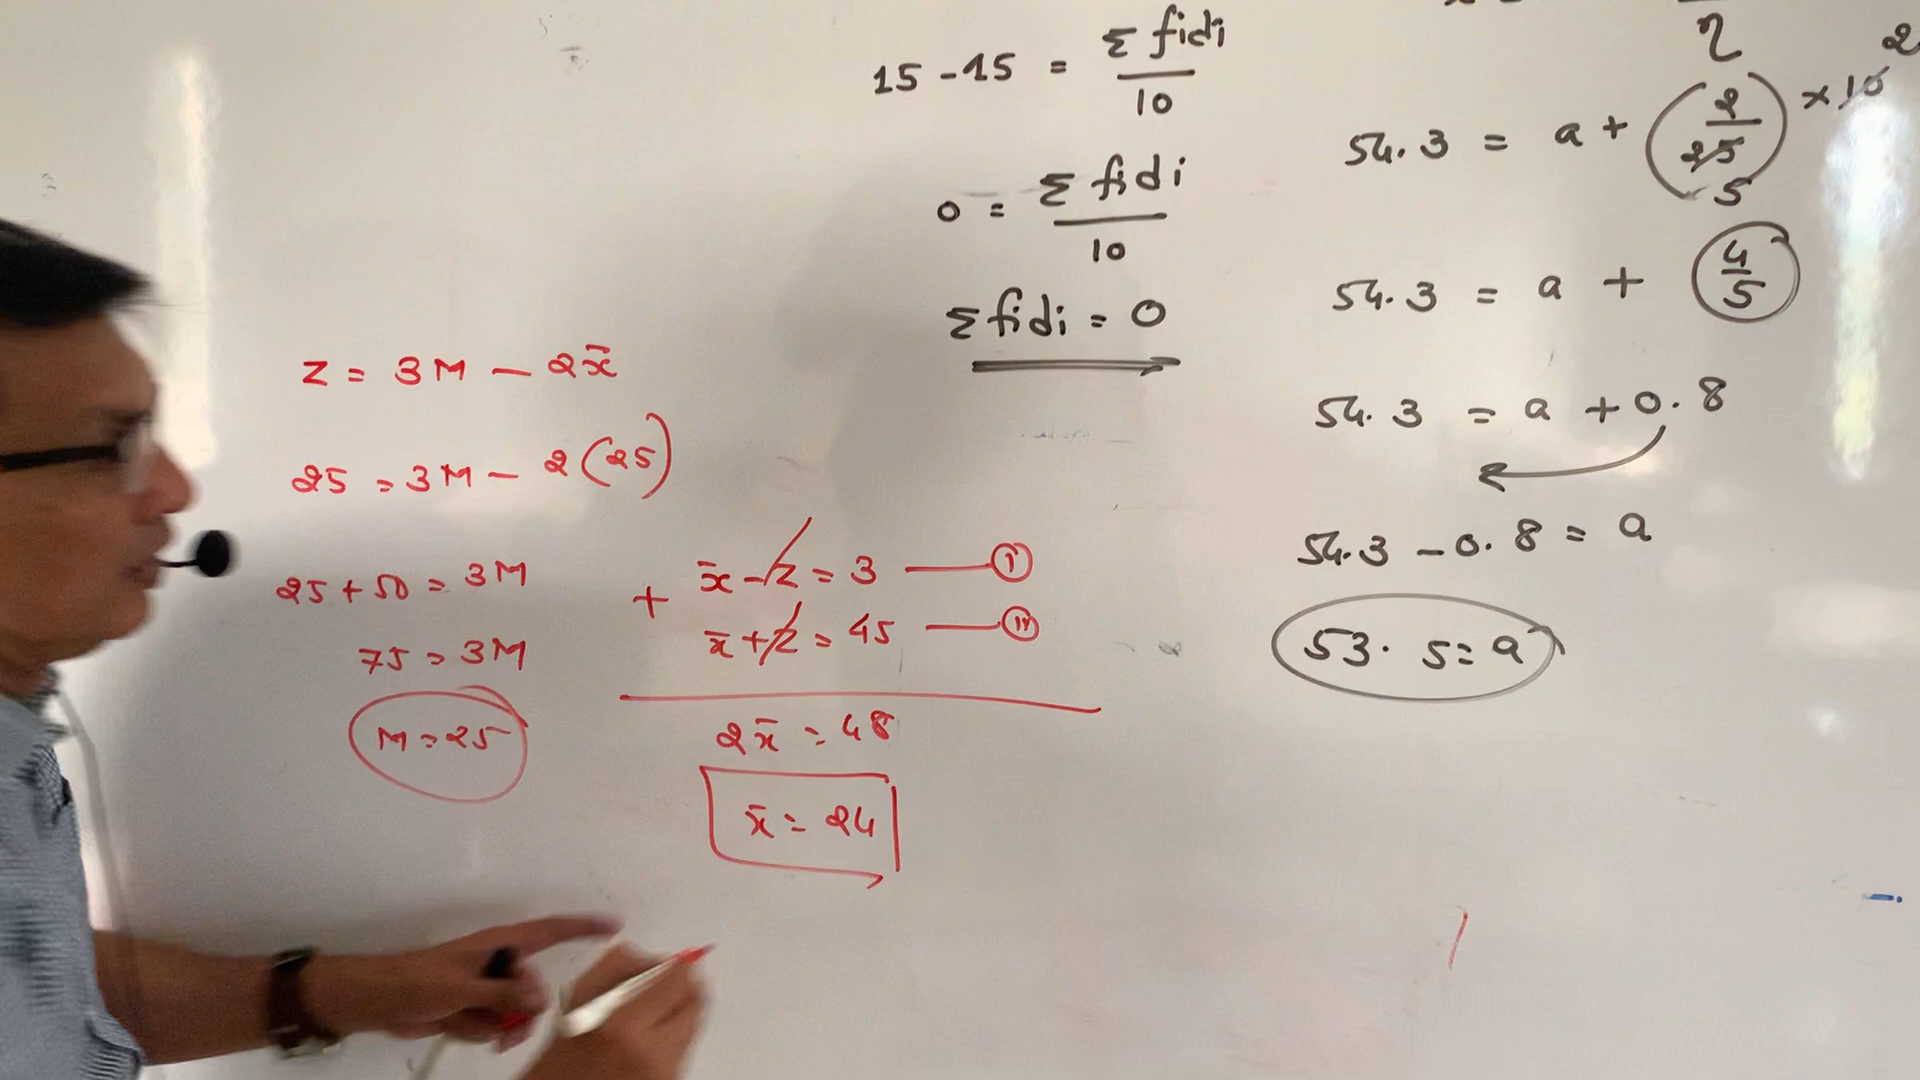 15 - 15 = Σ fidi / 10
0 = Σ fidi / 10
Σ fidi = 0
Z = 3M - 2x̄
25 = 3M - 2(25)
25 + 50 = 3M
75 = 3M
M = 25
+ x̄ - Z = 3 — (i)
x̄ + Z = 45 — (ii)
2x̄ = 48
x̄ = 24
n
2
54.3 = a + (2/25) × 10
5
54.3 = a + 4/5
54.3 = a + 0.8
54.3 - 0.8 = a
53.5 = a